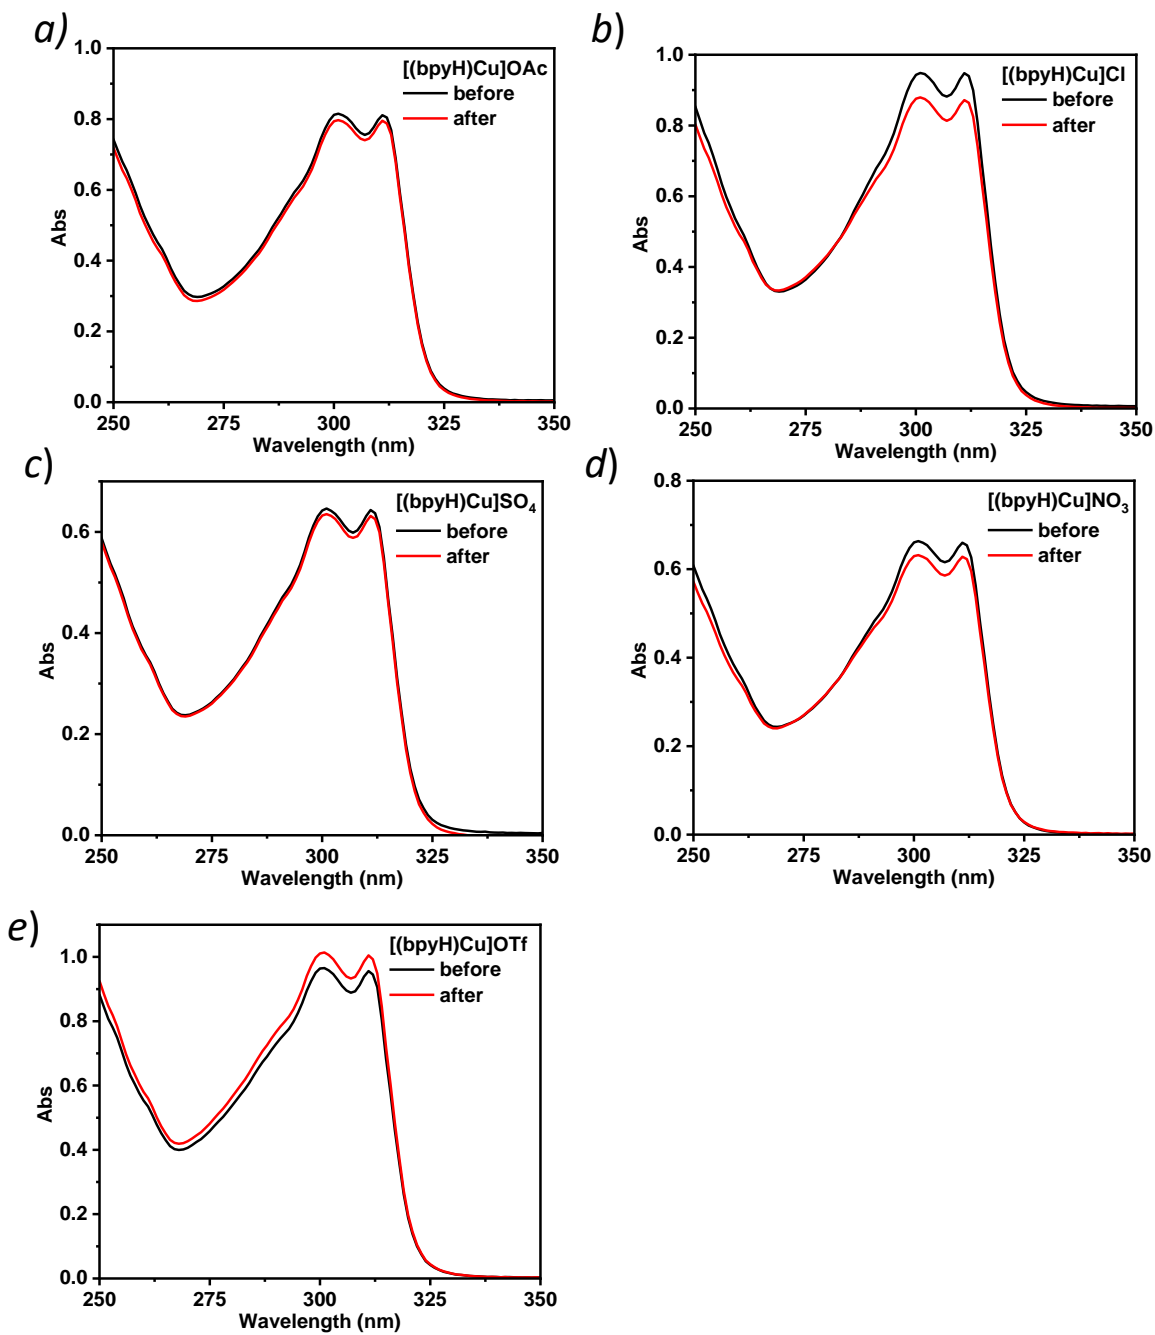 a)
1.0
0.8
0.6
0.4
0.2
0.0
Abs
[(bpyH)Cu]OAc
before
after
250 275 300 325 350
Wavelength (nm)
b)
1.0
0.8
0.6
0.4
0.2
0.0
Abs
[(bpyH)Cu]Cl
before
after
250 275 300 325 350
Wavelength (nm)
c)
0.6
0.4
0.2
0.0
Abs
[(bpyH)Cu]SO₄
before
after
250 275 300 325 350
Wavelength (nm)
d)
0.8
0.6
0.4
0.2
0.0
Abs
[(bpyH)Cu]NO₃
before
after
250 275 300 325 350
Wavelength (nm)
e)
1.0
0.8
0.6
0.4
0.2
0.0
Abs
[(bpyH)Cu]OTf
before
after
250 275 300 325 350
Wavelength (nm)